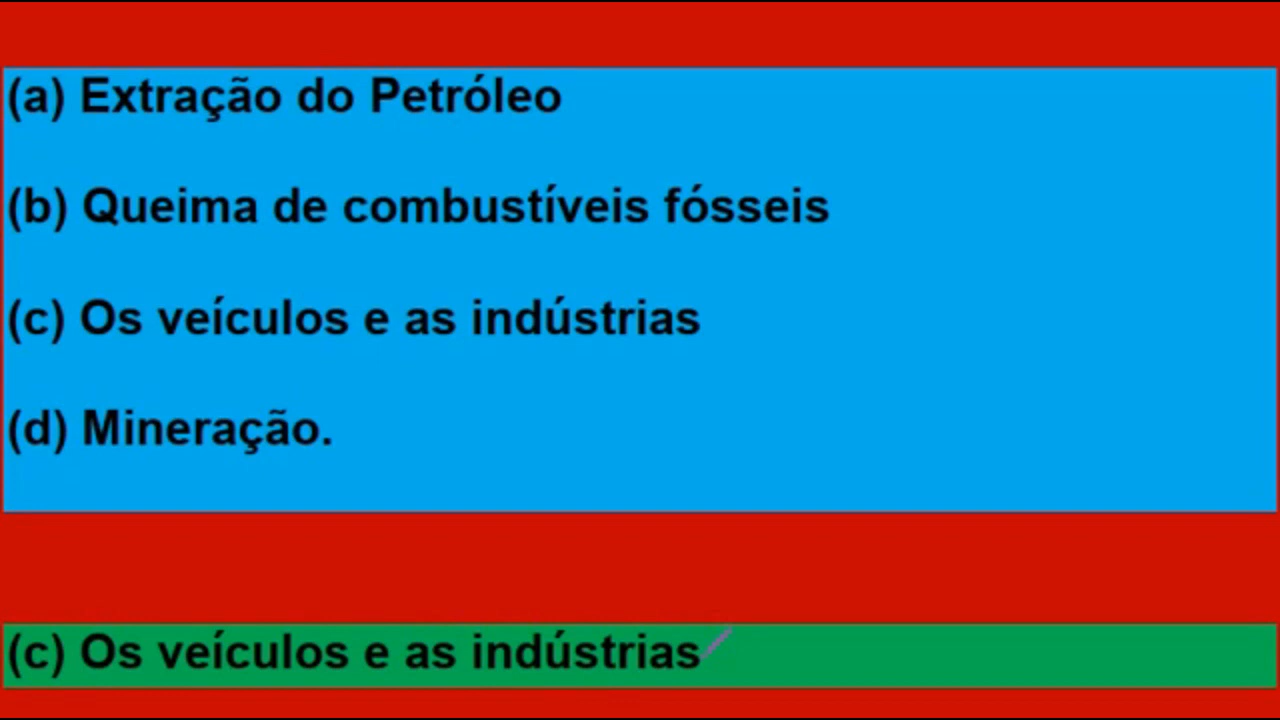 (a) Extração do Petróleo
(b) Queima de combustíveis fósseis
(c) Os veículos e as indústrias
(d) Mineração.
(c) Os veículos e as indústrias